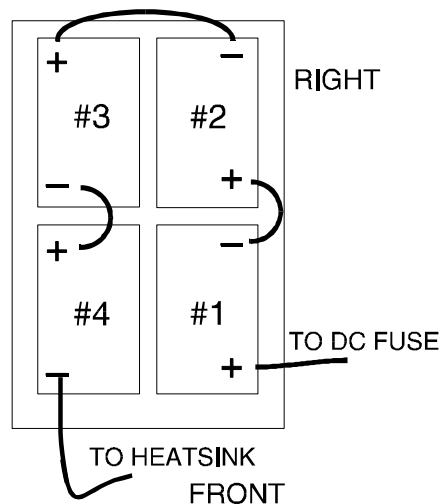 + −
RIGHT
#3 #2
− +
+ −
#4 #1
TO DC FUSE
− +
TO HEATSINK
FRONT